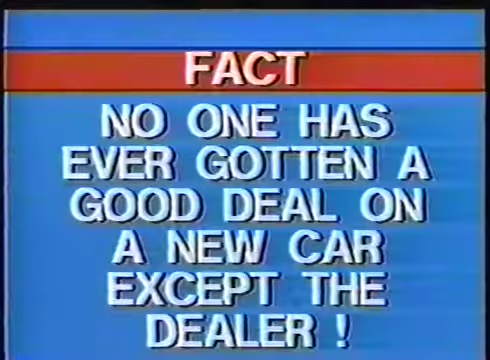 FACT
NO ONE HAS
EVER GOTTEN A
GOOD DEAL ON
A NEW CAR
EXCEPT THE
DEALER !